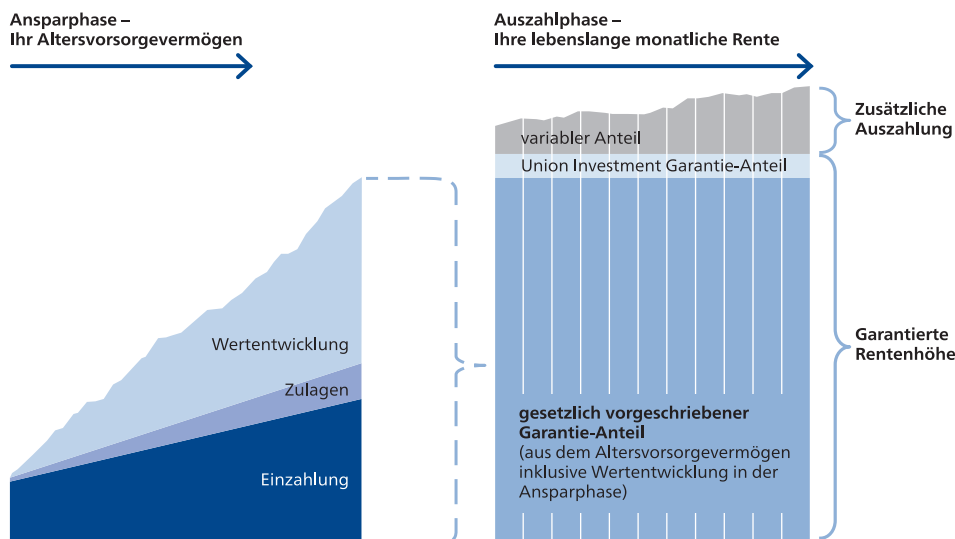 Ansparphase –
Ihr Altersvorsorgevermögen
Wertentwicklung
Zulagen
Einzahlung
Auszahlphase –
Ihre lebenslange monatliche Rente
variabler Anteil
Union Investment Garantie-Anteil
gesetzlich vorgeschriebener
Garantie-Anteil
(aus dem Altersvorsorgevermögen
inklusive Wertentwicklung in der
Ansparphase)
Zusätzliche
Auszahlung
Garantierte
Rentenhöhe